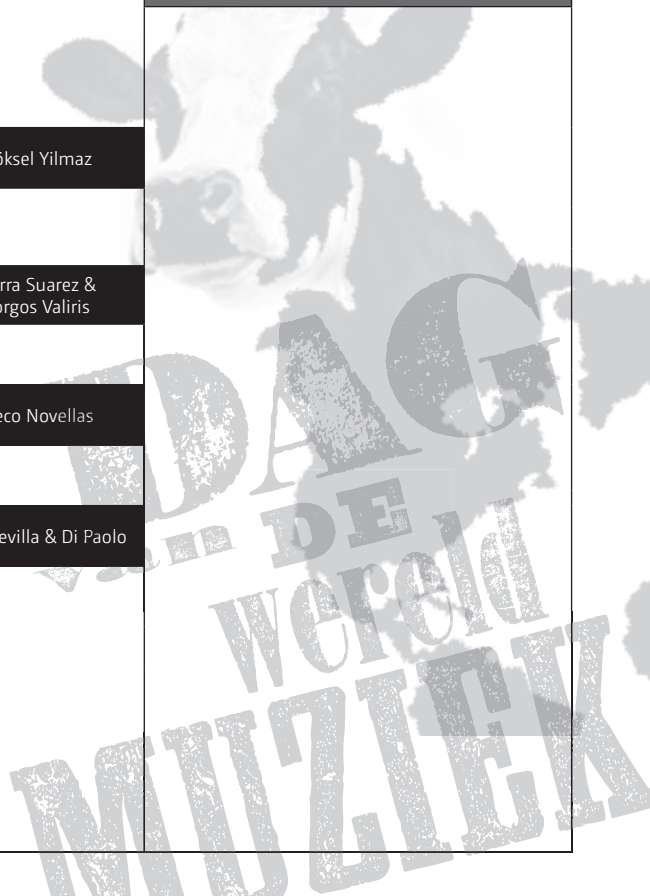 öksel Yilmaz
rra Suarez &
orgos Valiris
eco Novellas
evilla & Di Paolo
DAG
van DE
wereld
MUZIEK